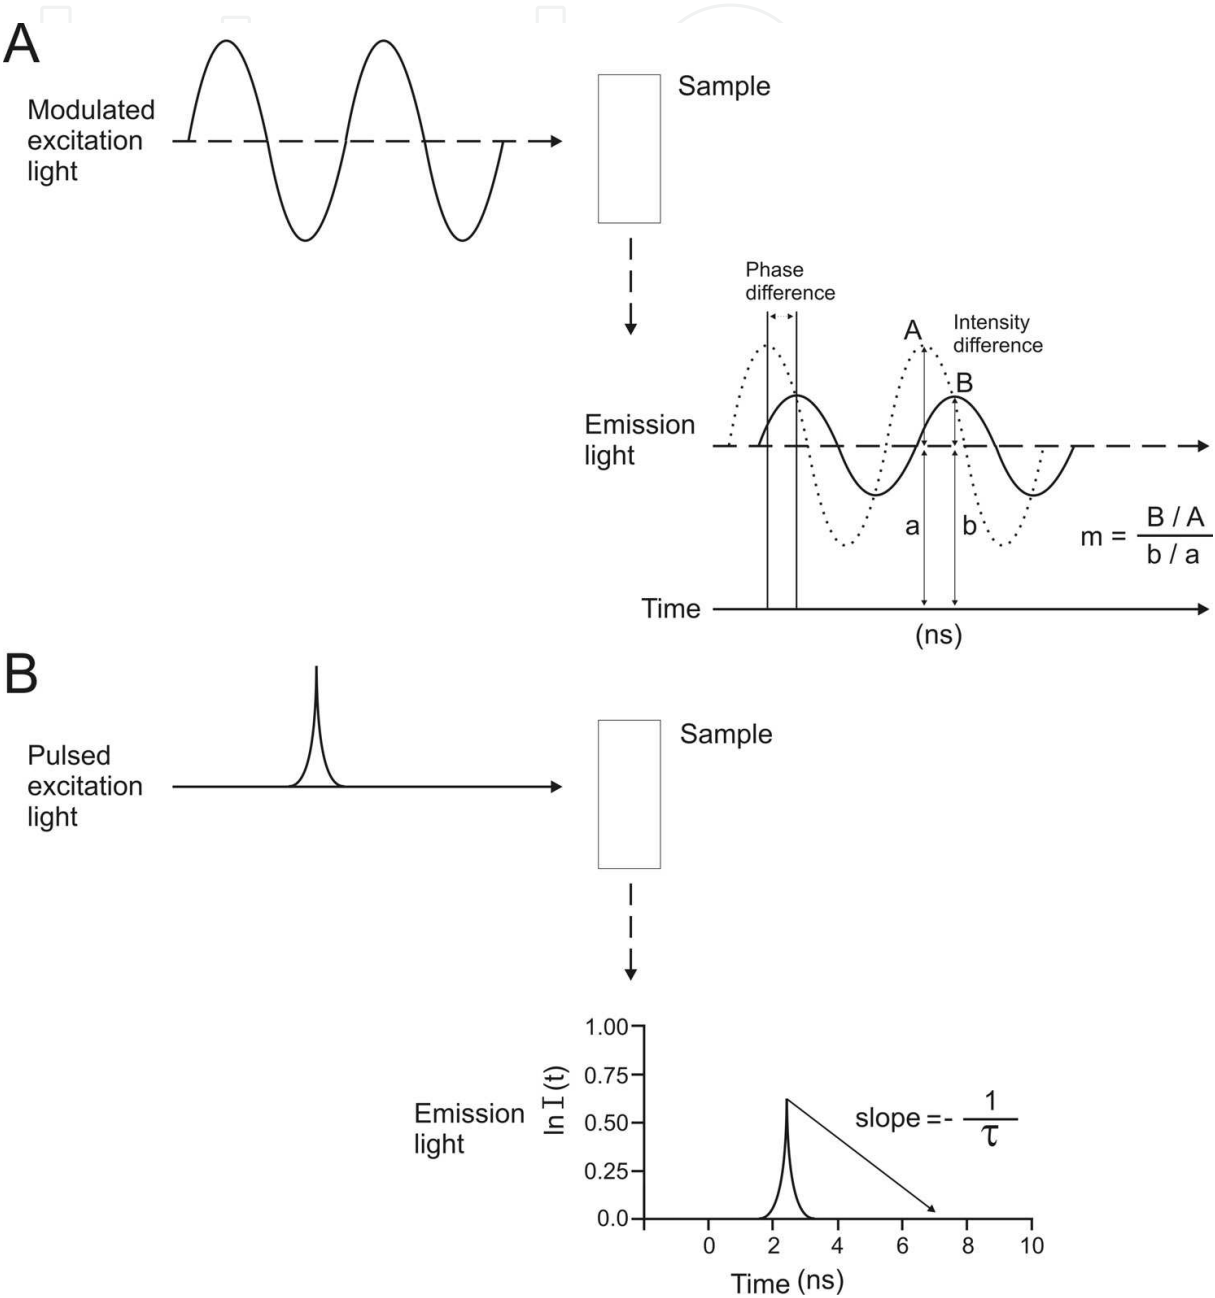 A
Modulated
excitation
light
Sample
Phase
difference
A
Intensity
difference
B
Emission
light
a
b
m = B / A
b / a
Time
(ns)
B
Pulsed
excitation
light
Sample
Emission
light
ln I (t)
1.00
0.75
0.50
0.25
0.0
slope = - 1
τ
0 2 4 6 8 10
Time (ns)